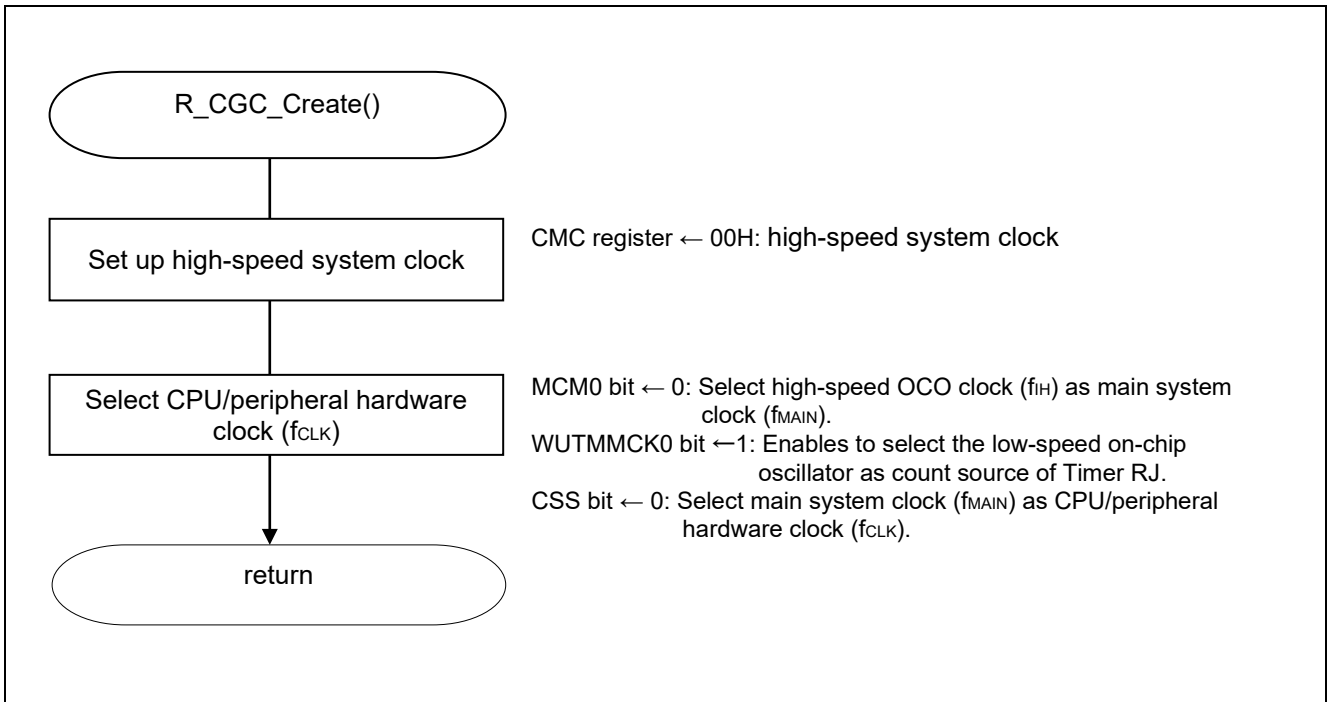 R_CGC_Create()
Set up high-speed system clock
CMC register ← 00H: high-speed system clock
Select CPU/peripheral hardware
clock (fCLK)
MCM0 bit ← 0: Select high-speed OCO clock (fIH) as main system
clock (fMAIN).
WUTMMCK0 bit ←1: Enables to select the low-speed on-chip
oscillator as count source of Timer RJ.
CSS bit ← 0: Select main system clock (fMAIN) as CPU/peripheral
hardware clock (fCLK).
return